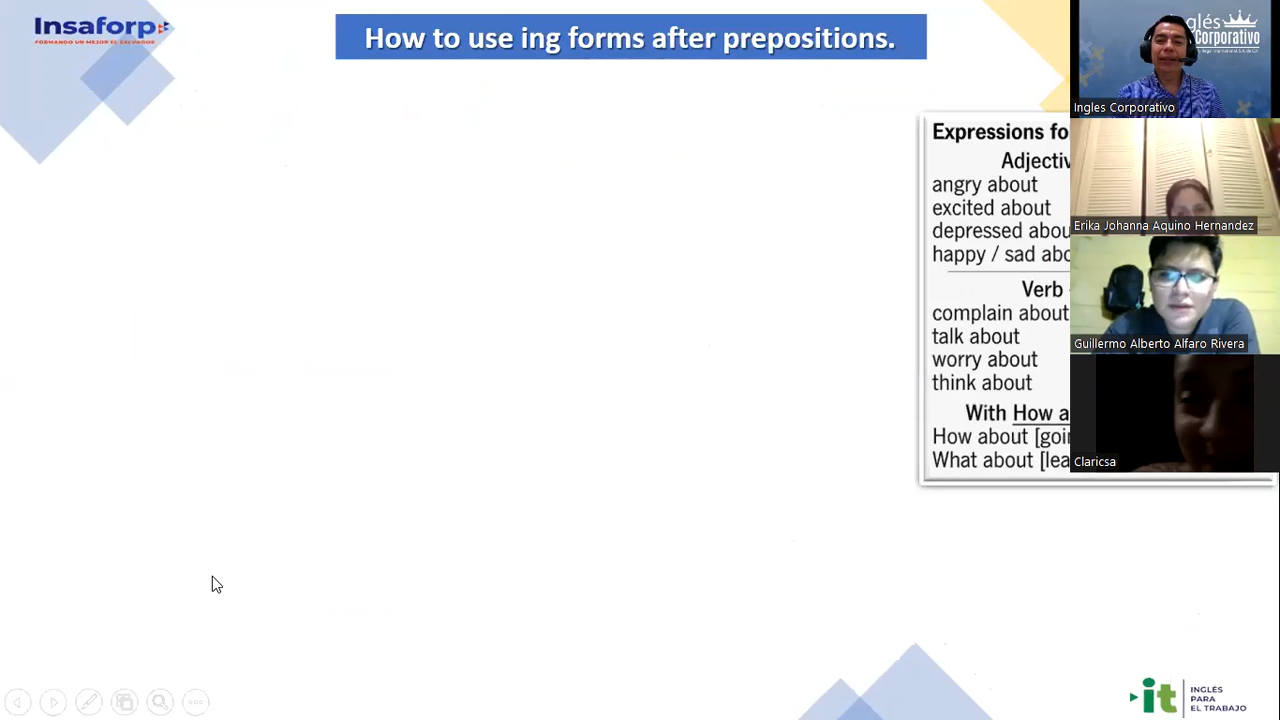 Insaforp
FORMANDO UN MEJOR EL SALVADOR
How to use ing forms after prepositions.
glés
corporativo
Ingles Corporativo
Erika Johanna Aquino Hernandez
Guillermo Alberto Alfaro Rivera
Claricsa
Expressions fo
Adjectiv
angry about
excited about
depressed abou
happy / sad abo
Verb
complain about
talk about
worry about
think about
With How a
How about [goi
What about [lea
it
INGLÉS
PARA
EL TRABAJO